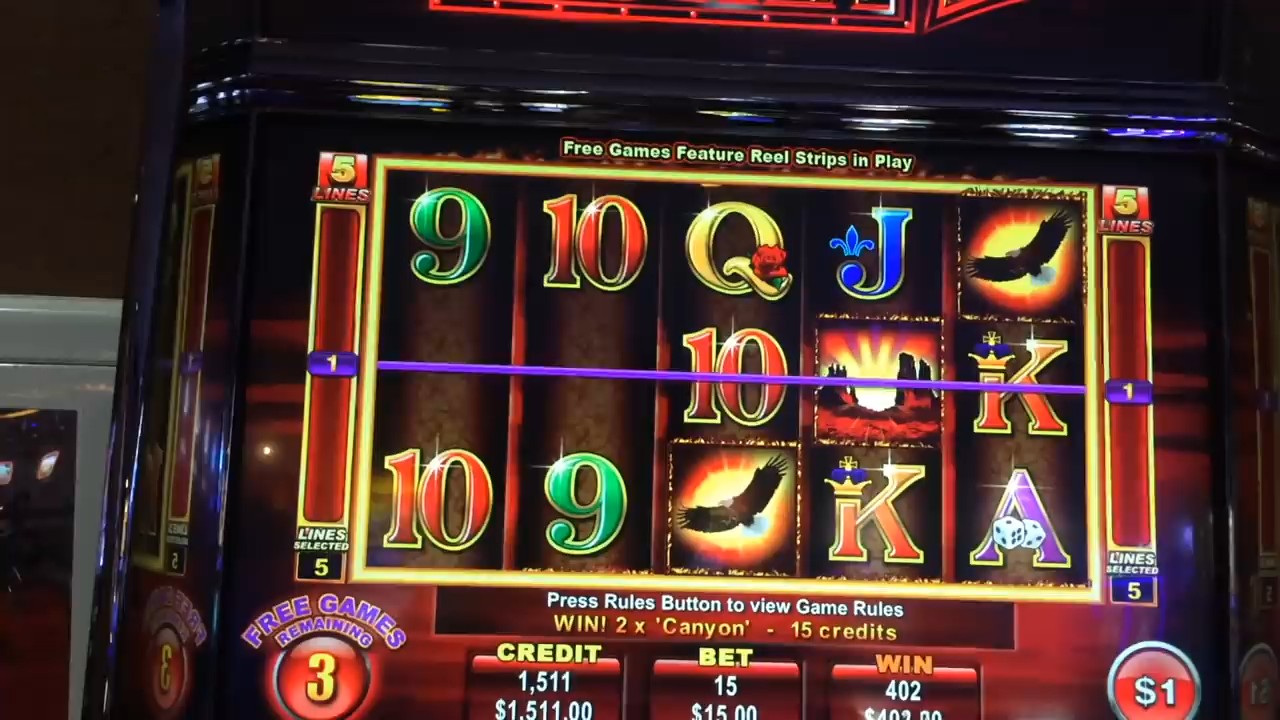 Free Games Feature Reel Strips in Play
5 LINES
5 LINES
9 10 Q J
1
10 K
1
10 9 K A
LINES SELECTED
5
LINES SELECTED
5
Press Rules Button to view Game Rules
WIN! 2 x 'Canyon' - 15 credits
FREE GAMES REMAINING
3
CREDIT
1,511
$1,511.00
BET
15
$15.00
WIN
402
$402.00
$1